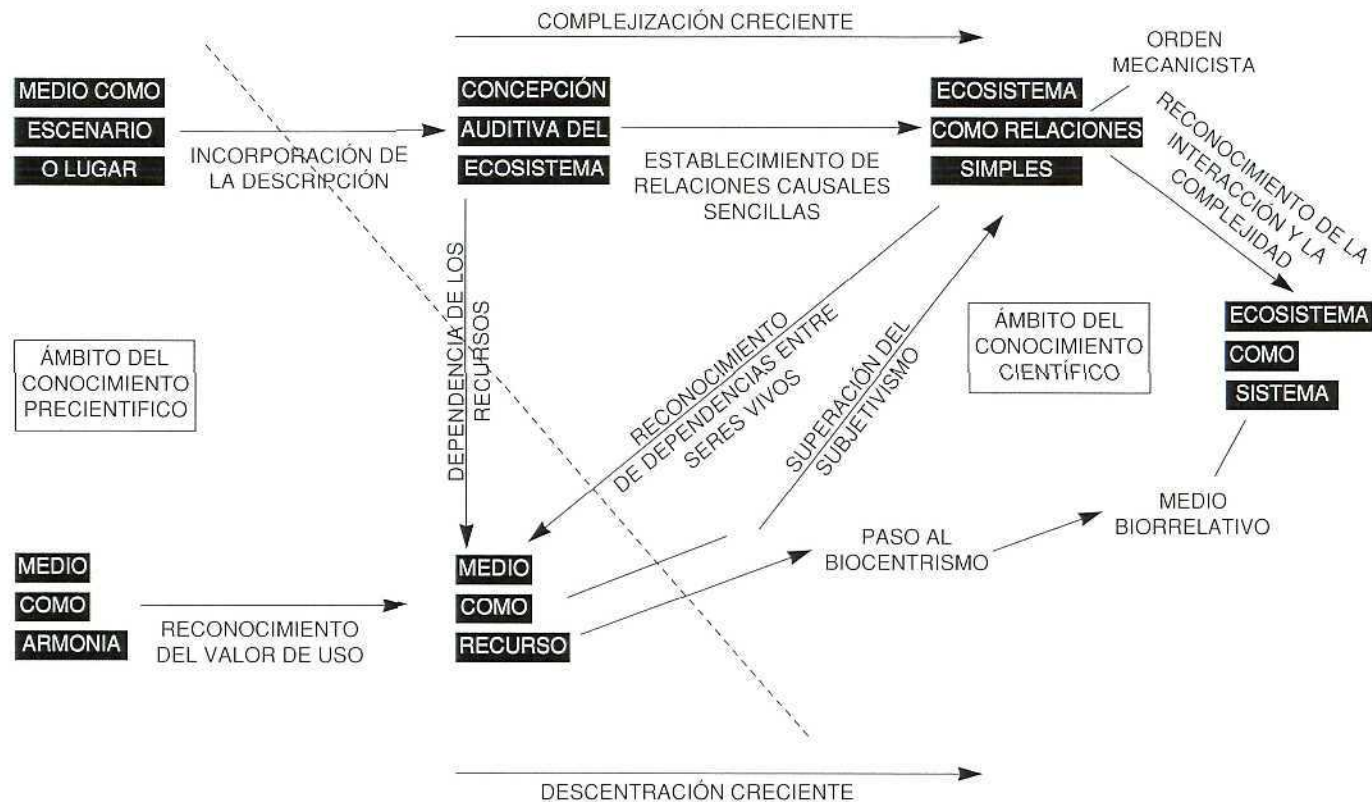 COMPLEJIZACIÓN CRECIENTE
MEDIO COMO
ESCENARIO
O LUGAR
INCORPORACIÓN DE
LA DESCRIPCIÓN
CONCEPCIÓN
AUDITIVA DEL
ECOSISTEMA
ESTABLECIMIENTO DE
RELACIONES CAUSALES
SENCILLAS
ECOSISTEMA
COMO RELACIONES
SIMPLES
ORDEN
MECANICISTA
RECONOCIMIENTO DE LA
INTERACCIÓN Y LA
COMPLEJIDAD
ÁMBITO DEL
CONOCIMIENTO
PRECIENTIFICO
DEPENDENCIA DE LOS
RECURSOS
RECONOCIMIENTO
DE DEPENDENCIAS ENTRE
SERES VIVOS
SUPERACIÓN DEL
SUBJETIVISMO
ÁMBITO DEL
CONOCIMIENTO
CIENTÍFICO
ECOSISTEMA
COMO
SISTEMA
MEDIO
COMO
ARMONIA
RECONOCIMIENTO
DEL VALOR DE USO
MEDIO
COMO
RECURSO
PASO AL
BIOCENTRISMO
MEDIO
BIORRELATIVO
DESCENTRACIÓN CRECIENTE